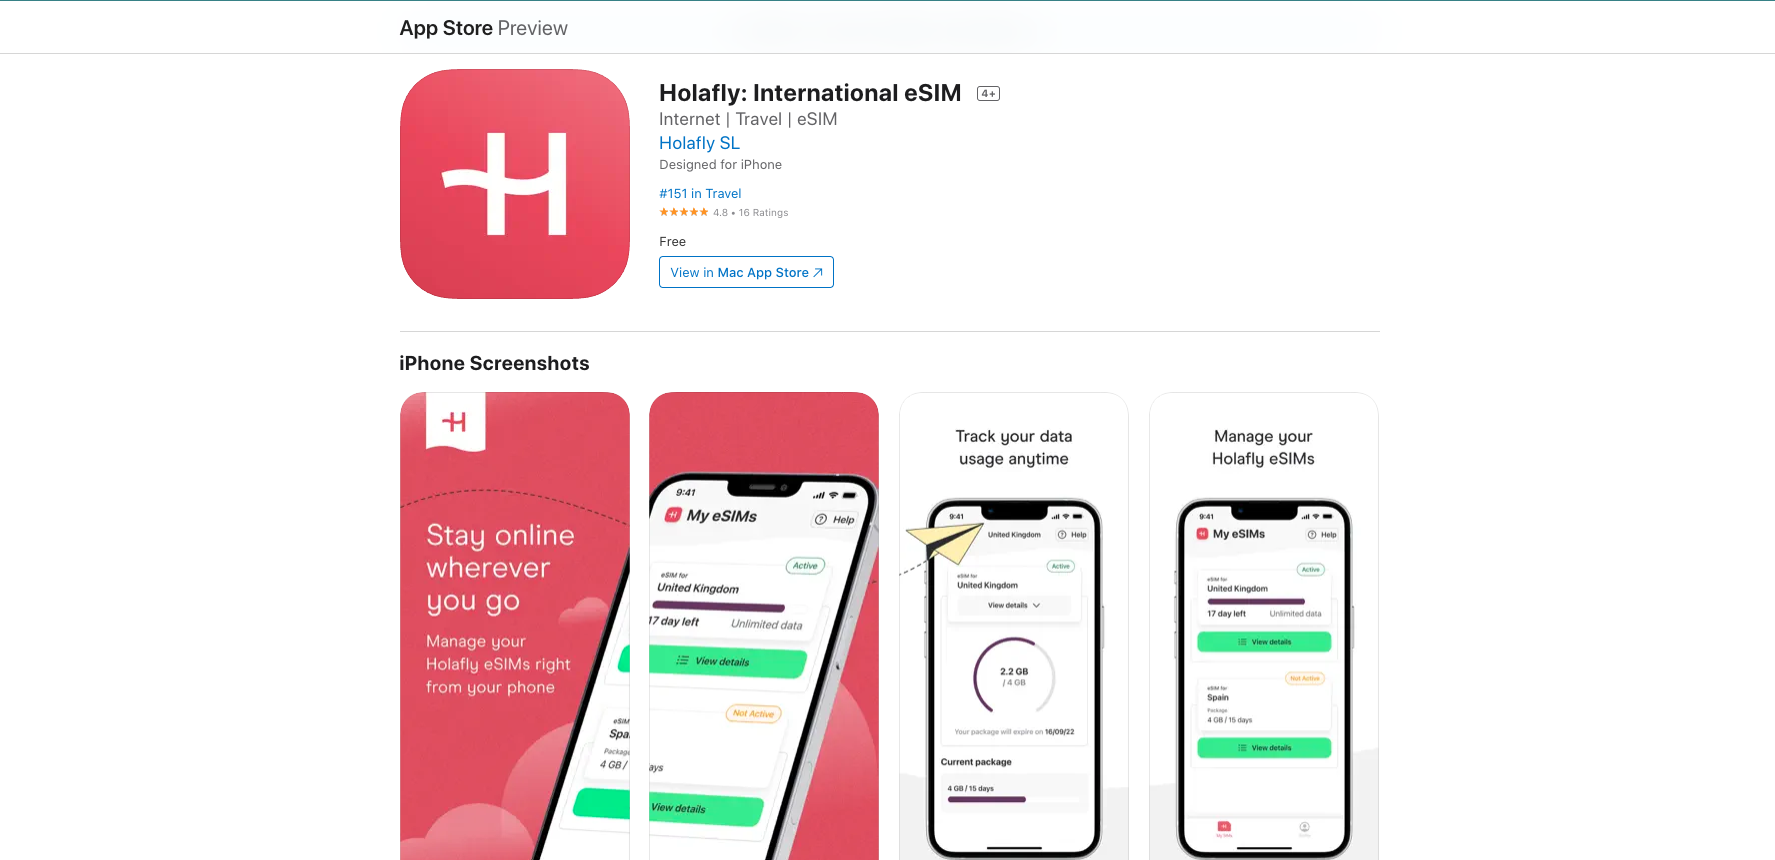 App Store Preview
Holafly: International eSIM 4+
Internet | Travel | eSIM
Holafly SL
Designed for iPhone
#151 in Travel
★★★★★ 4.8 • 16 Ratings
Free
View in Mac App Store ↗
iPhone Screenshots
Stay online
wherever
you go
Manage your
Holafly eSIMs right
from your phone
eSIM
Spa
Packag
4 GB /
9:41
My eSIMs
Help
Active
eSIM for
United Kingdom
17 day left
Unlimited data
View details
Not Active
ays
View details
Track your data
usage anytime
9:41
United Kingdom
Help
Active
eSIM for
United Kingdom
View details
2.2 GB
/ 4 GB
Your package will expire on 16/09/22
Current package
4 GB / 15 days
Manage your
Holafly eSIMs
9:41
My eSIMs
Help
Active
eSIM for
United Kingdom
17 day left
Unlimited data
View details
Not Active
eSIM for
Spain
Package
4 GB / 15 days
View details
My SIMs